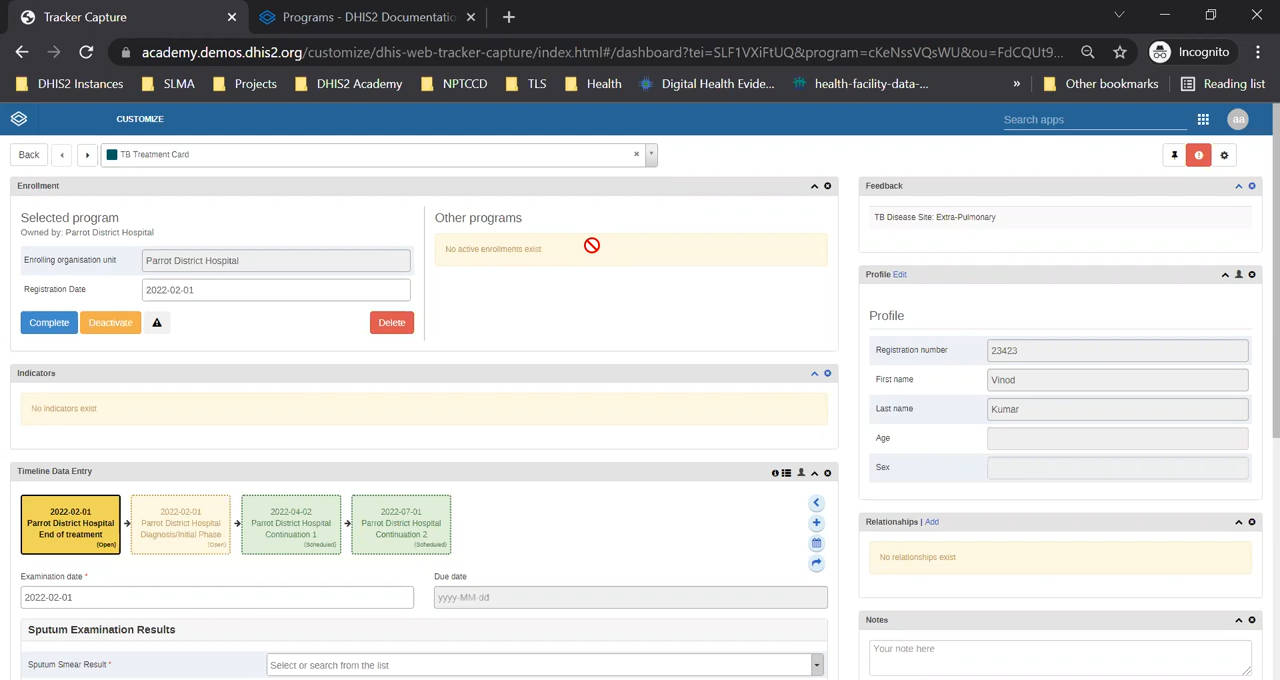 Tracker Capture
Programs - DHIS2 Documentatio
academy.demos.dhis2.org/customize/dhis-web-tracker-capture/index.html#/dashboard?tei=SLF1VXiFtUQ&program=cKeNssVQsWU&ou=FdCQUt9...
Incognito
DHIS2 Instances
SLMA
Projects
DHIS2 Academy
NPTCCD
TLS
Health
Digital Health Evide...
health-facility-data-...
»
Other bookmarks
Reading list
CUSTOMIZE
Search apps
aa
Back
TB Treatment Card
Enrollment
Selected program
Owned by: Parrot District Hospital
Enrolling organisation unit
Parrot District Hospital
Registration Date
2022-02-01
Complete
Deactivate
Delete
Other programs
No active enrollments exist
Indicators
No indicators exist
Timeline Data Entry
2022-02-01
Parrot District Hospital
End of treatment
(Open)
2022-02-01
Parrot District Hospital
Diagnosis/Initial Phase
(Open)
2022-04-02
Parrot District Hospital
Continuation 1
(Scheduled)
2022-07-01
Parrot District Hospital
Continuation 2
(Scheduled)
Examination date *
2022-02-01
Due date
yyyy-MM-dd
Sputum Examination Results
Sputum Smear Result *
Select or search from the list
Feedback
TB Disease Site: Extra-Pulmonary
Profile Edit
Profile
Registration number
23423
First name
Vinod
Last name
Kumar
Age
Sex
Relationships | Add
No relationships exist
Notes
Your note here